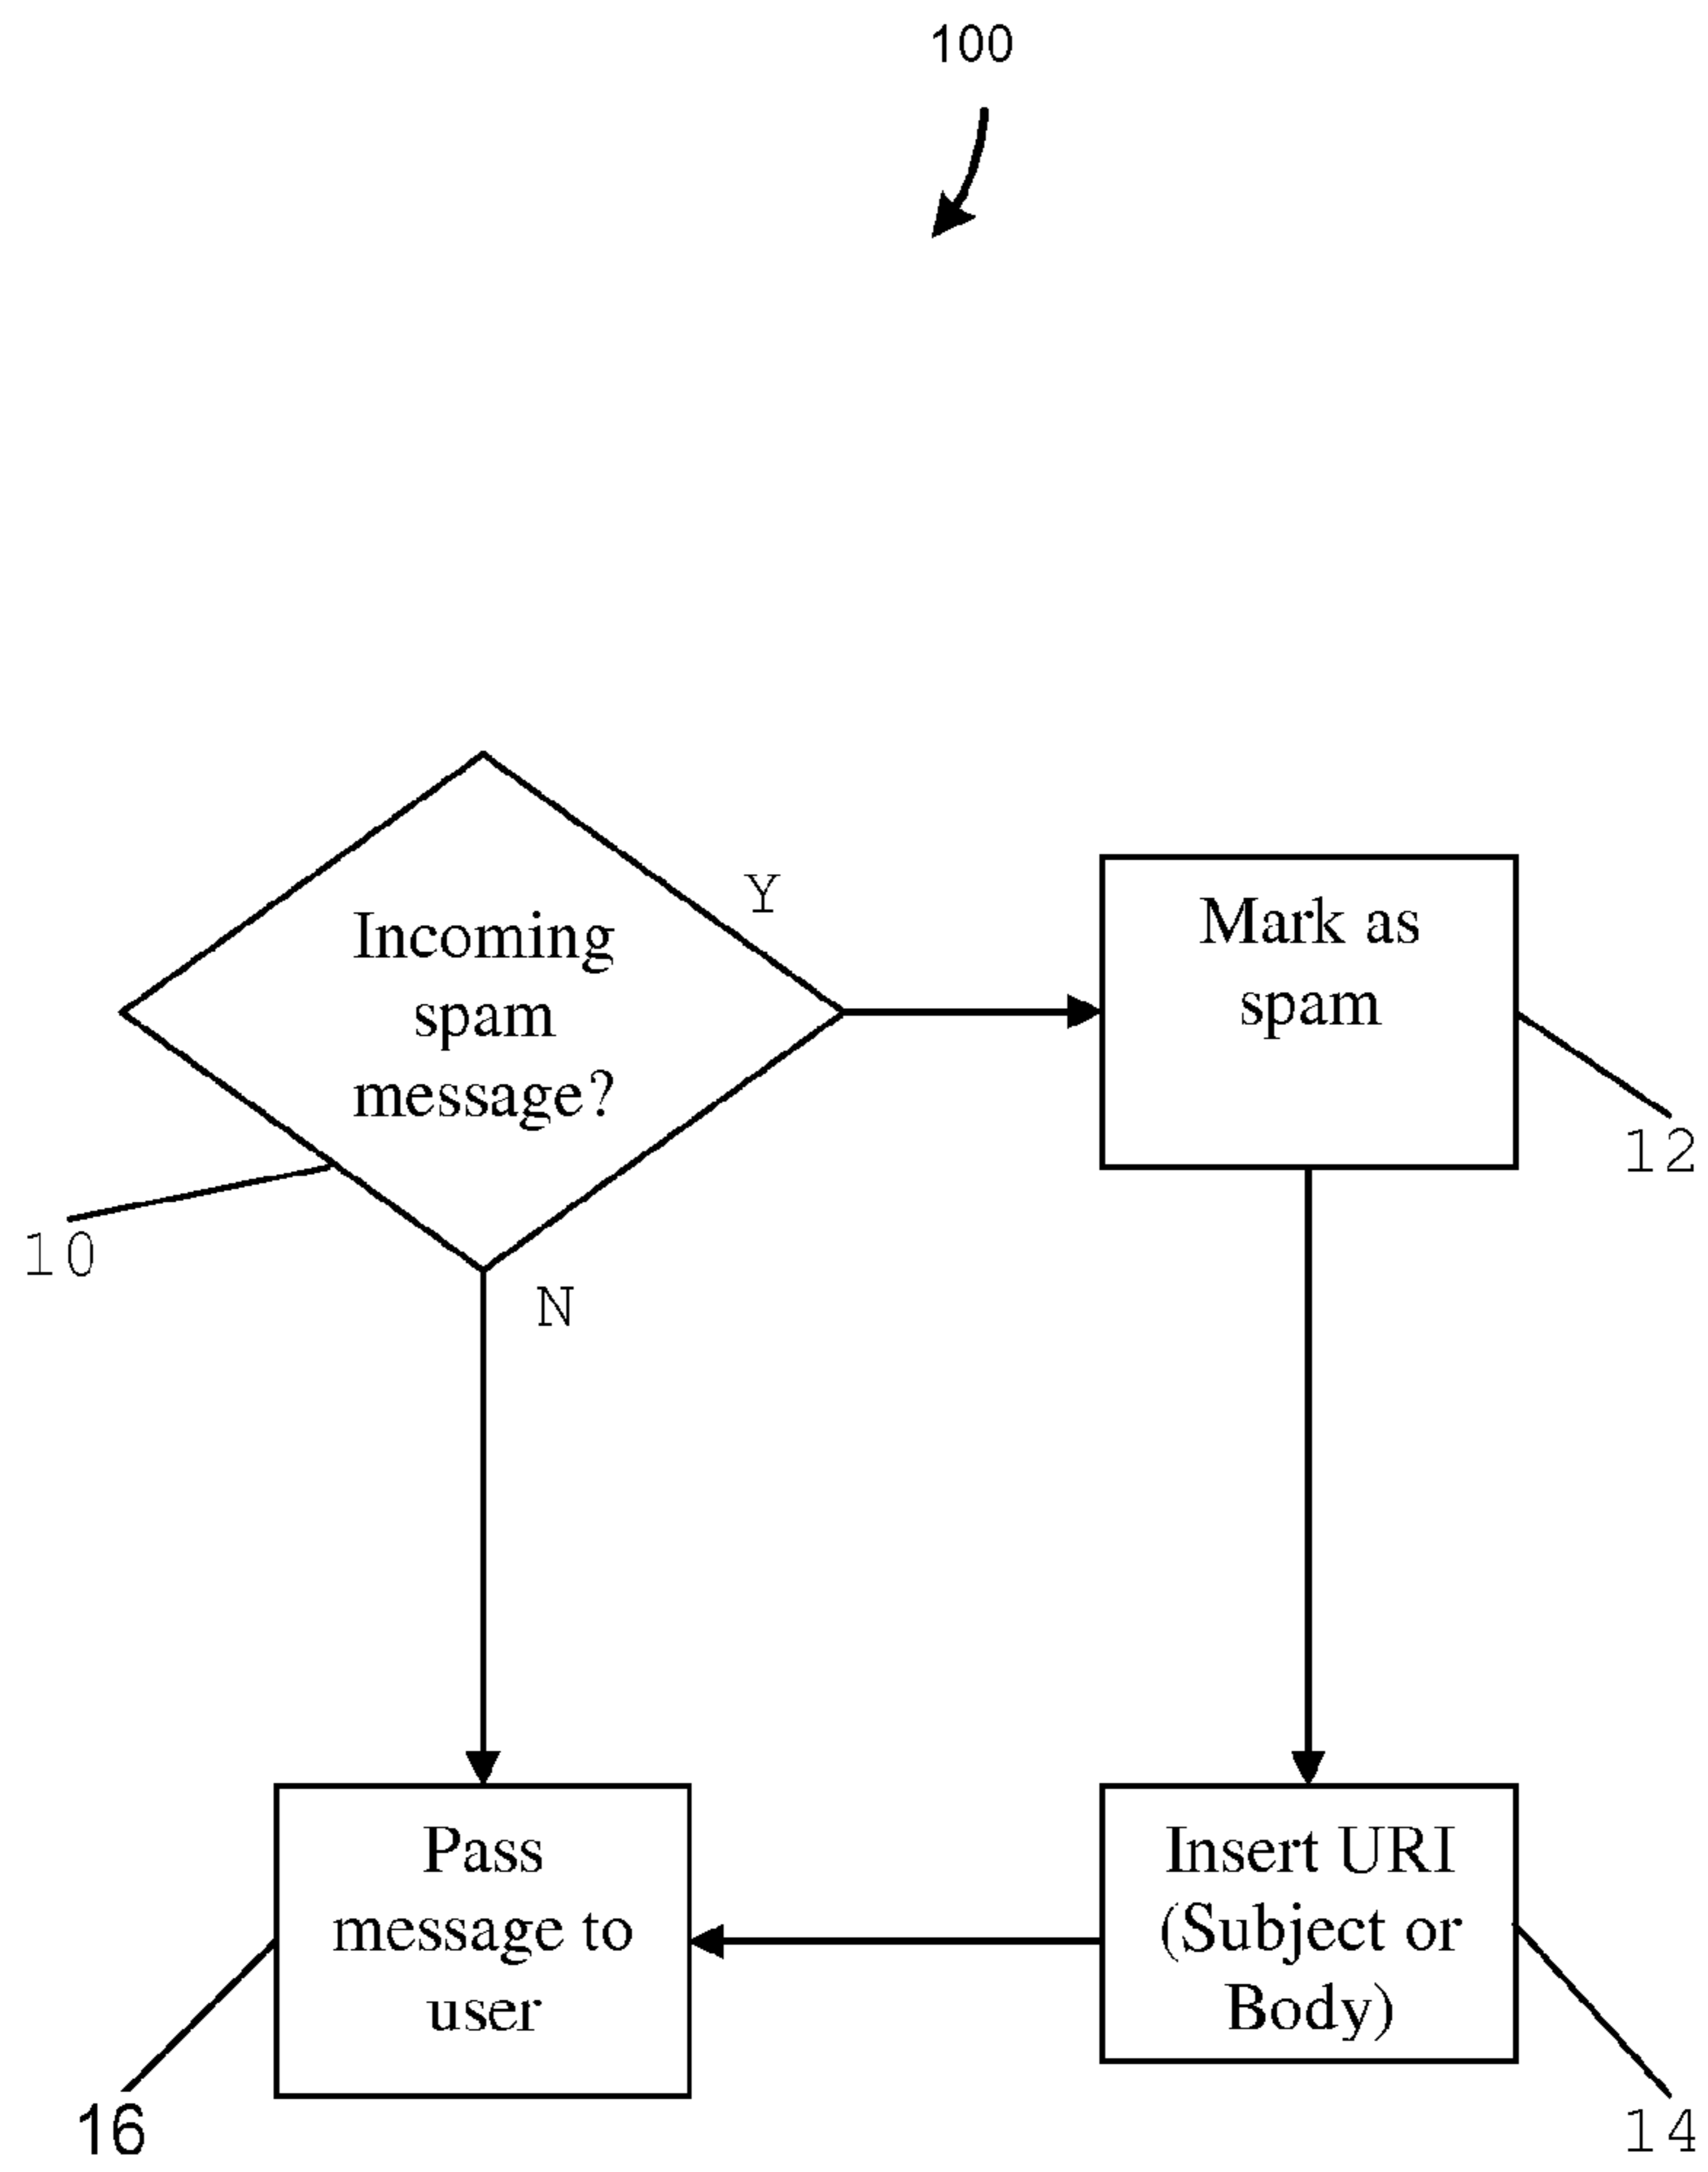 100
Y
Incoming
spam
message?
10
N
Mark as
spam
12
Pass
message to
user
16
Insert URI
(Subject or
Body)
14